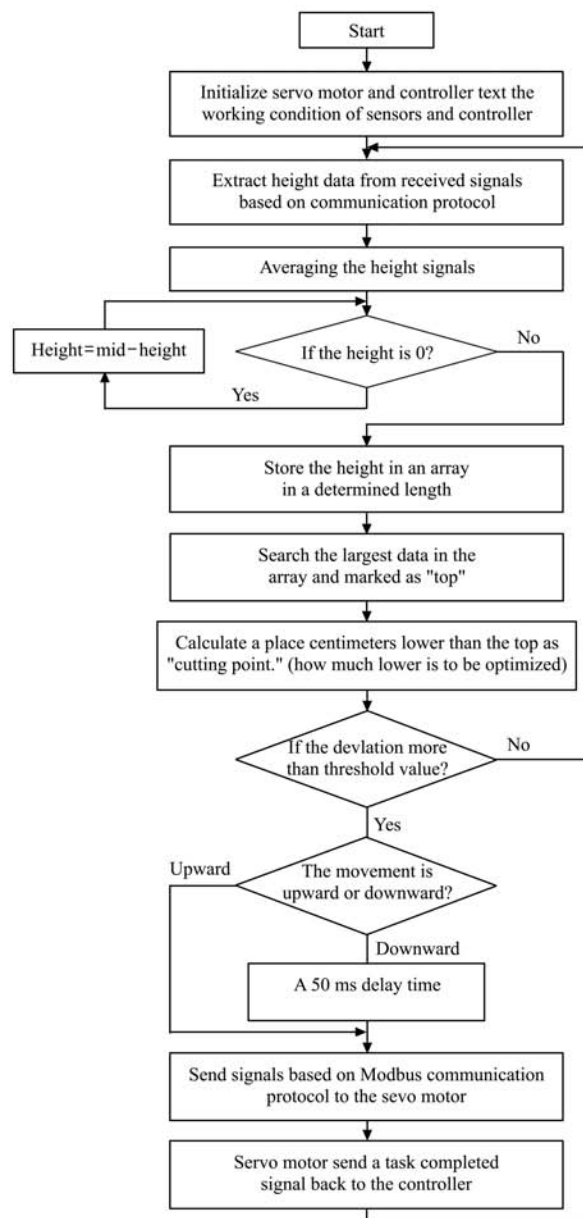 Start
Initialize servo motor and controller text the
working condition of sensors and controller
Extract height data from received signals
based on communication protocol
Averaging the height signals
Height=mid−height
If the height is 0?
No
Yes
Store the height in an array
in a determined length
Search the largest data in the
array and marked as "top"
Calculate a place centimeters lower than the top as
"cutting point." (how much lower is to be optimized)
If the devlation more
than threshold value?
No
Yes
Upward
The movement is
upward or downward?
Downward
A 50 ms delay time
Send signals based on Modbus communication
protocol to the sevo motor
Servo motor send a task completed
signal back to the controller